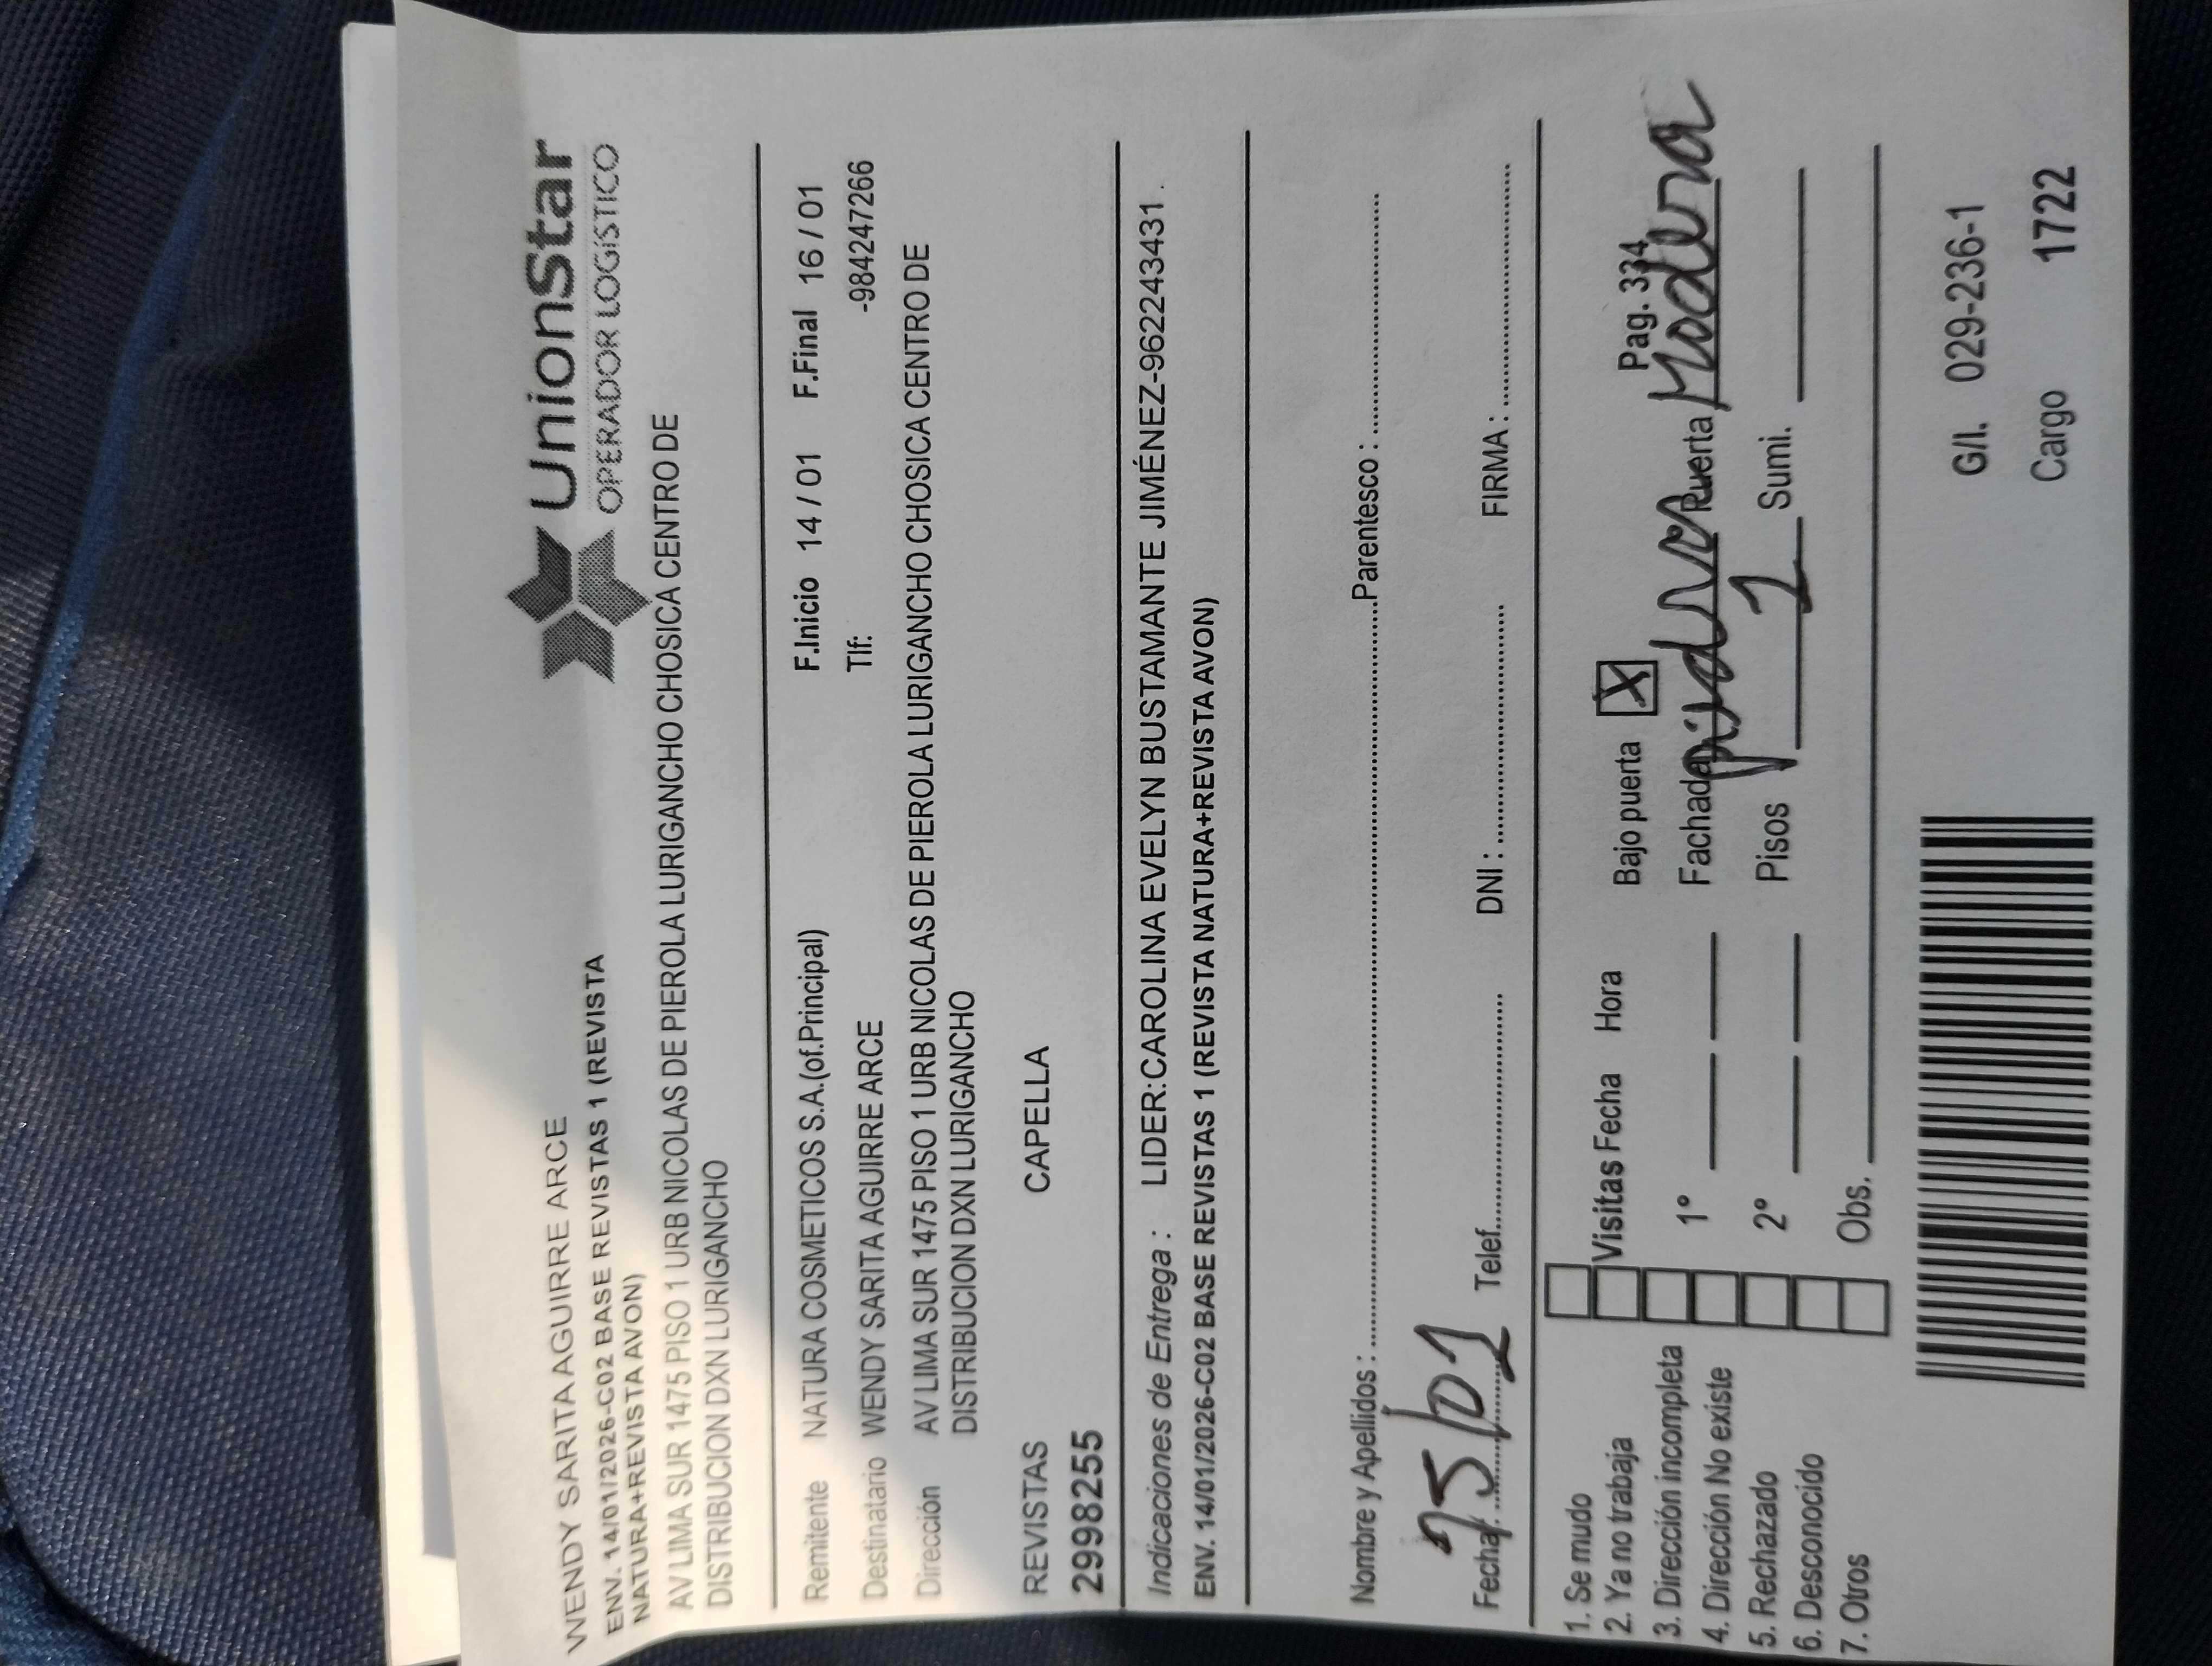 WENDY SARITA AGUIRRE ARCE
ENV. 14/01/2026-C02 BASE REVISTAS 1 (REVISTA
NATURA+REVISTA AVON)
UnionStar
OPERADOR LOGÍSTICO
AV LIMA SUR 1475 PISO 1 URB NICOLAS DE PIEROLA LURIGANCHO CHOSICA CENTRO DE
DISTRIBUCION DXN LURIGANCHO
Remitente NATURA COSMETICOS S.A.(of.Principal) F.Inicio 14 / 01 F.Final 16 / 01
Destinatario WENDY SARITA AGUIRRE ARCE Tlf: -984247266
Dirección AV LIMA SUR 1475 PISO 1 URB NICOLAS DE PIEROLA LURIGANCHO CHOSICA CENTRO DE
DISTRIBUCION DXN LURIGANCHO
REVISTAS CAPELLA
2998255
Indicaciones de Entrega : LIDER:CAROLINA EVELYN BUSTAMANTE JIMÉNEZ-962243431 .
ENV. 14/01/2026-C02 BASE REVISTAS 1 (REVISTA NATURA+REVISTA AVON)
Nombre y Apellidos : Parentesco :
Fecha: 15/01 Telef. DNI : FIRMA :
1. Se mudo
2. Ya no trabaja
3. Dirección incompleta
4. Dirección No existe
5. Rechazado
6. Desconocido
7. Otros
Visitas Fecha Hora
1º
2º
Obs.
Bajo puerta X Pag. 334
Fachada Puerta Madera
Pisos 1 Sumi.
G/I. 029-236-1
Cargo 1722